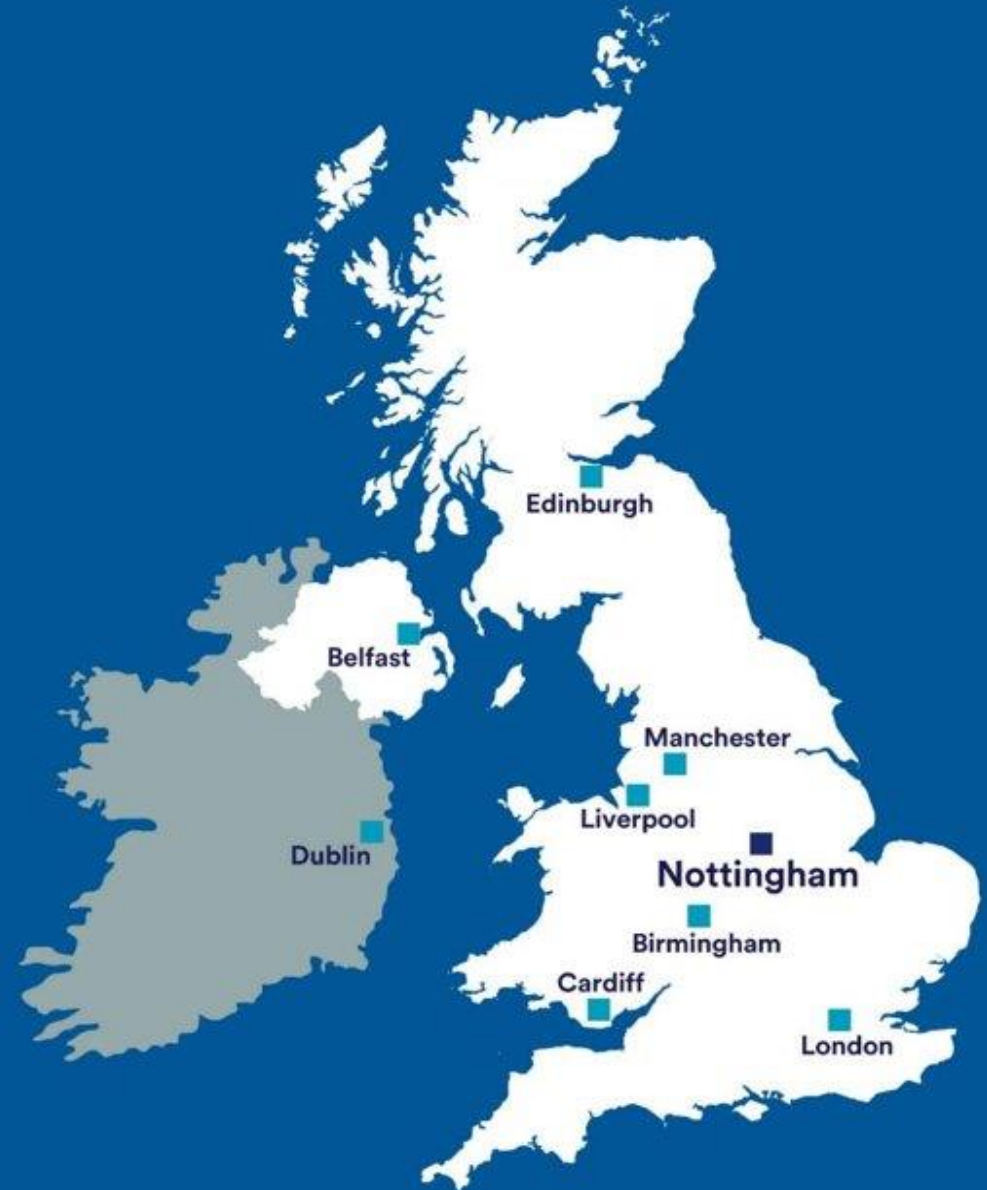 Edinburgh
Belfast
Manchester
Liverpool
Dublin
Nottingham
Birmingham
Cardiff
London